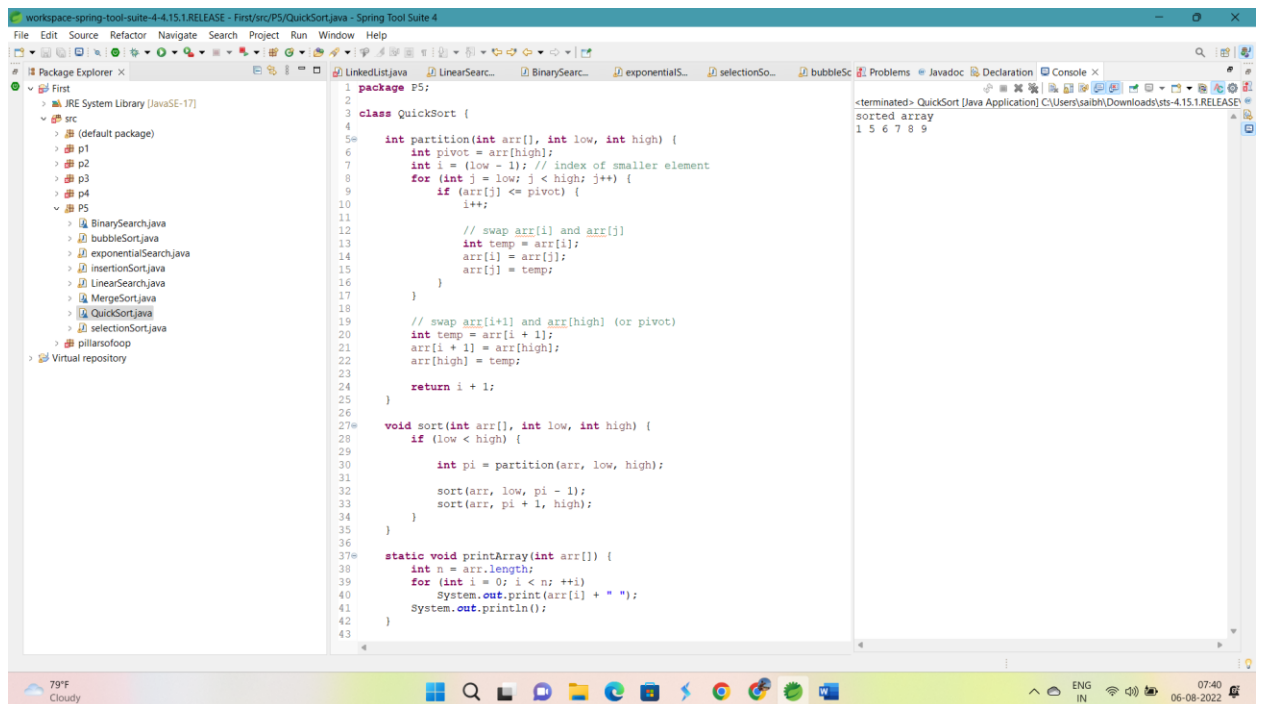 workspace-spring-tool-suite-4-4.15.1.RELEASE - First/src/P5/QuickSort.java - Spring Tool Suite 4
File Edit Source Refactor Navigate Search Project Run Window Help
Package Explorer
First
JRE System Library [JavaSE-17]
src
(default package)
p1
p2
p3
p4
P5
BinarySearch.java
bubbleSort.java
exponentialSearch.java
insertionSort.java
LinearSearch.java
MergeSort.java
QuickSort.java
selectionSort.java
pillarsofoop
Virtual repository
LinkedList.java LinearSearc... BinarySearc... exponentialS... selectionSo... bubbleSc
1 package P5;
2
3 class QuickSort {
4
5 int partition(int arr[], int low, int high) {
6 int pivot = arr[high];
7 int i = (low - 1); // index of smaller element
8 for (int j = low; j < high; j++) {
9 if (arr[j] <= pivot) {
10 i++;
11
12 // swap arr[i] and arr[j]
13 int temp = arr[i];
14 arr[i] = arr[j];
15 arr[j] = temp;
16 }
17 }
18
19 // swap arr[i+1] and arr[high] (or pivot)
20 int temp = arr[i + 1];
21 arr[i + 1] = arr[high];
22 arr[high] = temp;
23
24 return i + 1;
25 }
26
27 void sort(int arr[], int low, int high) {
28 if (low < high) {
29
30 int pi = partition(arr, low, high);
31
32 sort(arr, low, pi - 1);
33 sort(arr, pi + 1, high);
34 }
35 }
36
37 static void printArray(int arr[]) {
38 int n = arr.length;
39 for (int i = 0; i < n; ++i)
40 System.out.print(arr[i] + " ");
41 System.out.println();
42 }
43
Problems Javadoc Declaration Console
<terminated> QuickSort [Java Application] C:\Users\saibh\Downloads\sts-4.15.1.RELEASE\
sorted array
1 5 6 7 8 9
79°F
Cloudy
ENG
IN
07:40
06-08-2022